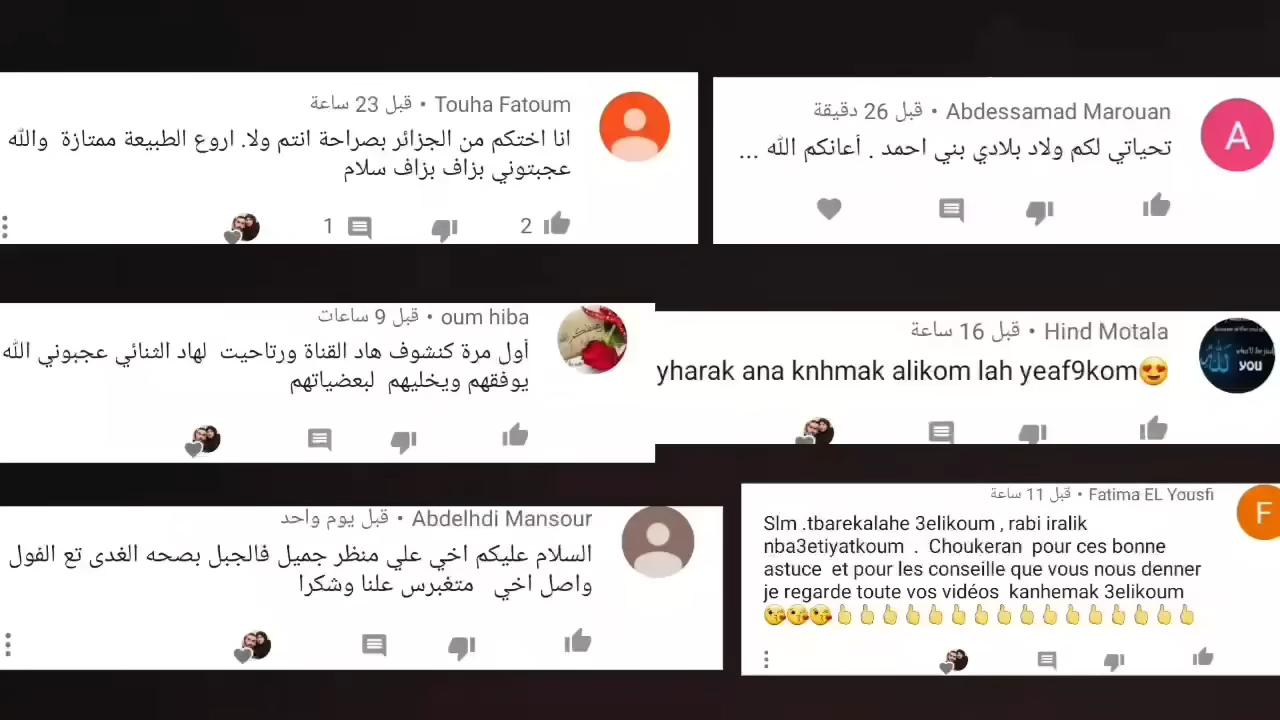 Touha Fatoum • قبل 23 ساعة
انا اختكم من الجزائر بصراحة انتم ولا. اروع الطبيعة ممتازة والله
عجبتوني بزاف بزاف سلام
1
2
Abdessamad Marouan • قبل 26 دقيقة
تحياتي لكم ولاد بلادي بني احمد . أعانكم الله ...
A
oum hiba • قبل 9 ساعات
أول مرة كنشوف هاد القناة ورتاحيت لهاد الثنائي عجبوني الله
يوفقهم ويخليهم لبعضياتهم
Hind Motala • قبل 16 ساعة
yharak ana knhmak alikom lah yeaf9kom😍
you
Abdelhdi Mansour • قبل يوم واحد
السلام عليكم اخي علي منظر جميل فالجبل بصحه الغدى تع الفول
واصل اخي متغبرس علنا وشكرا
Fatima EL Yousfi • قبل 11 ساعة
F
Slm .tbarekalahe 3elikoum , rabi iralik
nba3etiyatkoum . Choukeran pour ces bonne
astuce et pour les conseille que vous nous denner
je regarde toute vos vidéos kanhemak 3elikoum
😘😘😘👆👆👆👆👆👆👆👆👆👆👆👆👆👆👆👆